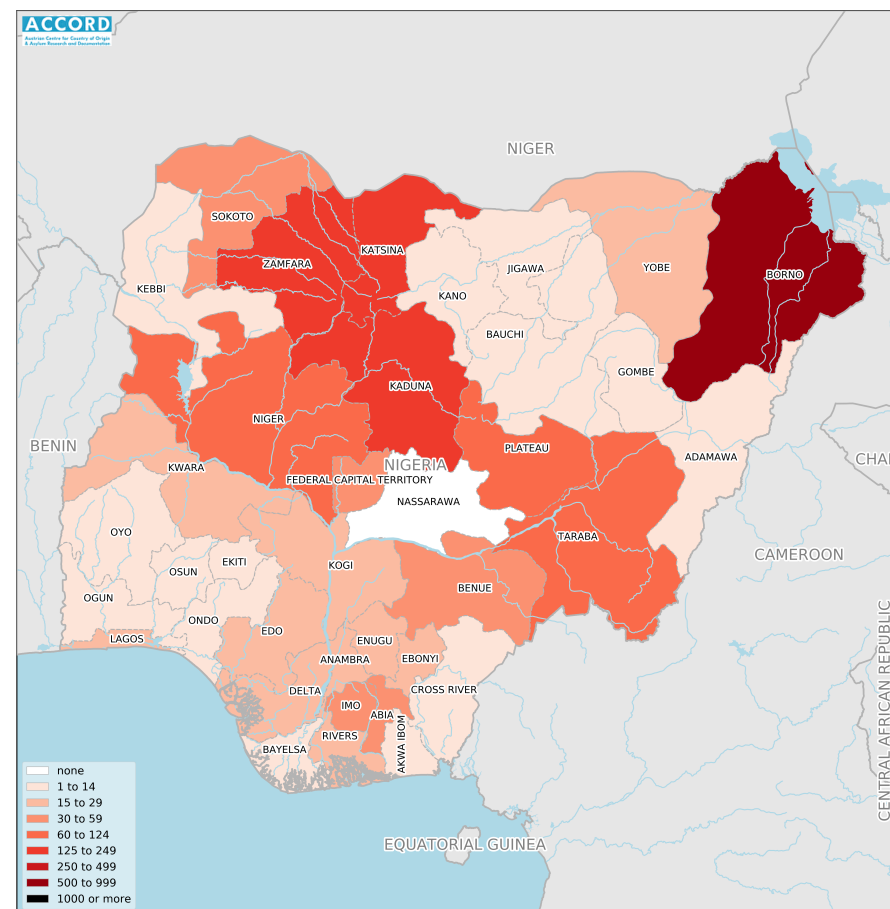 ACCORD
Austrian Centre for Country of Origin
& Asylum Research and Documentation
NIGER
SOKOTO
KATSINA
ZAMFARA
JIGAWA
YOBE
BORNO
KEBBI
KANO
BAUCHI
GOMBE
KADUNA
NIGER
BENIN
PLATEAU
ADAMAWA
CHAD
KWARA
NIGERIA
FEDERAL CAPITAL TERRITORY
NASSARAWA
OYO
TARABA
CAMEROON
EKITI
KOGI
OSUN
BENUE
OGUN
ONDO
EDO
LAGOS
ENUGU
ANAMBRA
EBONYI
CROSS RIVER
DELTA
IMO
ABIA
RIVERS
AKWA IBOM
BAYELSA
CENTRAL AFRICAN REPUBLIC
EQUATORIAL GUINEA
none
1 to 14
15 to 29
30 to 59
60 to 124
125 to 249
250 to 499
500 to 999
1000 or more